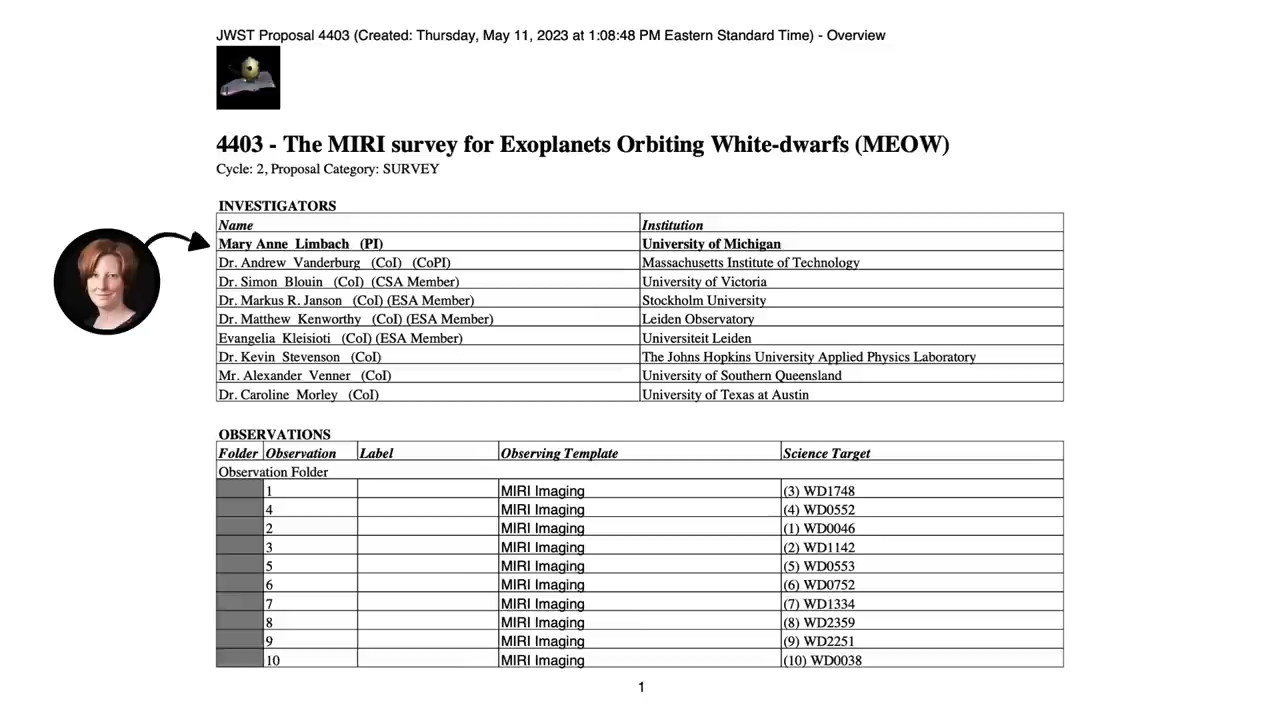 JWST Proposal 4403 (Created: Thursday, May 11, 2023 at 1:08:48 PM Eastern Standard Time) - Overview
4403 - The MIRI survey for Exoplanets Orbiting White-dwarfs (MEOW)
Cycle: 2, Proposal Category: SURVEY
INVESTIGATORS
Name Institution
Mary Anne Limbach (PI) University of Michigan
Dr. Andrew Vanderburg (CoI) (CoPI) Massachusetts Institute of Technology
Dr. Simon Blouin (CoI) (CSA Member) University of Victoria
Dr. Markus R. Janson (CoI) (ESA Member) Stockholm University
Dr. Matthew Kenworthy (CoI) (ESA Member) Leiden Observatory
Evangelia Kleisioti (CoI) (ESA Member) Universiteit Leiden
Dr. Kevin Stevenson (CoI) The Johns Hopkins University Applied Physics Laboratory
Mr. Alexander Venner (CoI) University of Southern Queensland
Dr. Caroline Morley (CoI) University of Texas at Austin
OBSERVATIONS
Folder Observation Label Observing Template Science Target
Observation Folder
1 MIRI Imaging (3) WD1748
4 MIRI Imaging (4) WD0552
2 MIRI Imaging (1) WD0046
3 MIRI Imaging (2) WD1142
5 MIRI Imaging (5) WD0553
6 MIRI Imaging (6) WD0752
7 MIRI Imaging (7) WD1334
8 MIRI Imaging (8) WD2359
9 MIRI Imaging (9) WD2251
10 MIRI Imaging (10) WD0038
1